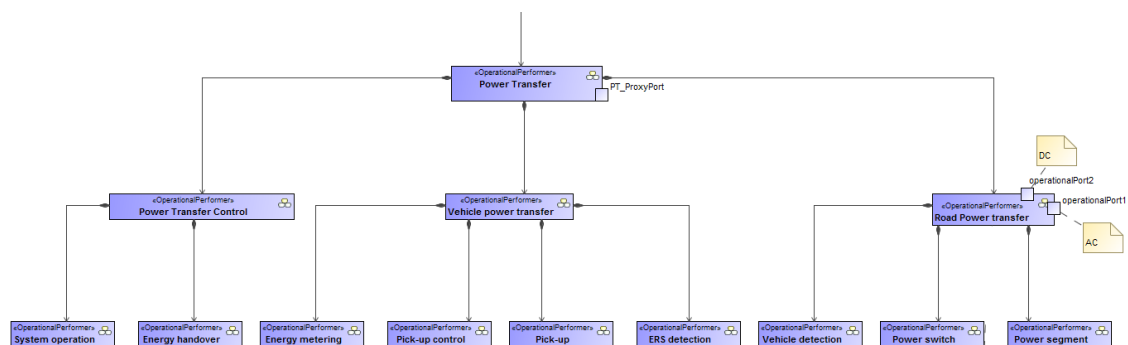 «OperationalPerformer»
Power Transfer
PT_ProxyPort
DC
operationalPort2
«OperationalPerformer»
Power Transfer Control
«OperationalPerformer»
Vehicle power transfer
«OperationalPerformer»
Road Power transfer
operationalPort1
AC
«OperationalPerformer»
System operation
«OperationalPerformer»
Energy handover
«OperationalPerformer»
Energy metering
«OperationalPerformer»
Pick-up control
«OperationalPerformer»
Pick-up
«OperationalPerformer»
ERS detection
«OperationalPerformer»
Vehicle detection
«OperationalPerformer»
Power switch
«OperationalPerformer»
Power segment